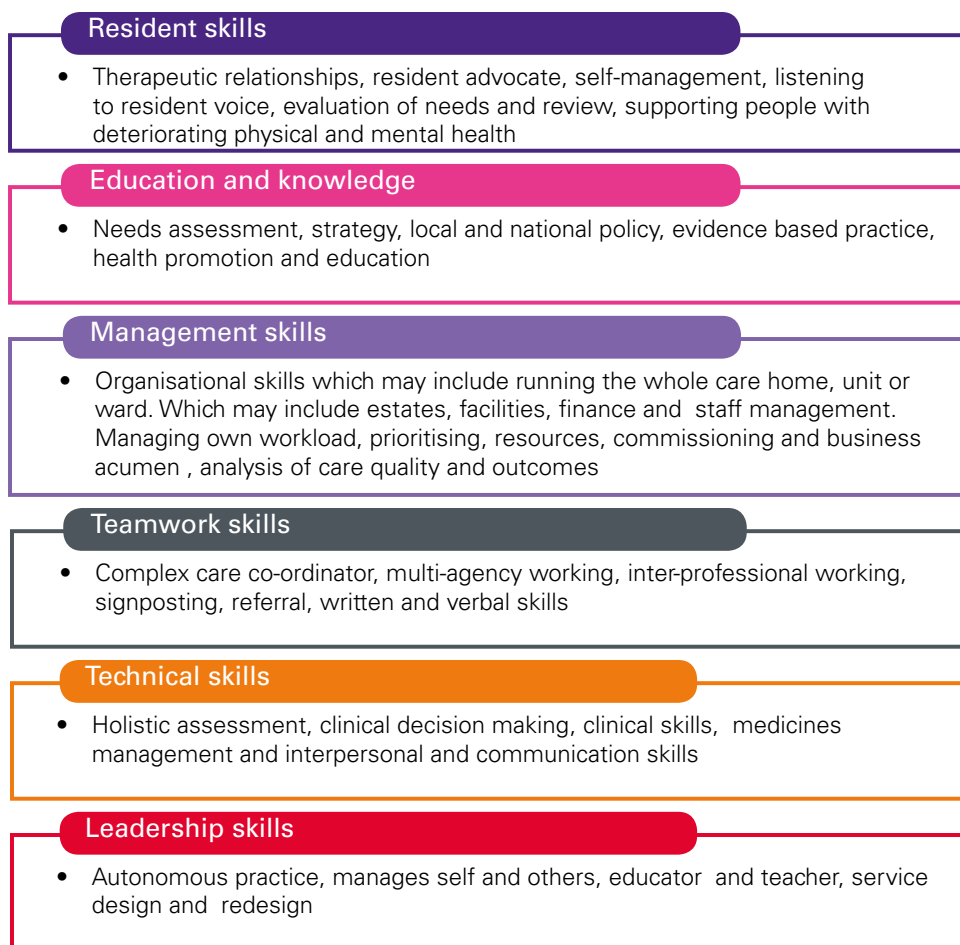 Resident skills
• Therapeutic relationships, resident advocate, self-management, listening
to resident voice, evaluation of needs and review, supporting people with
deteriorating physical and mental health
Education and knowledge
• Needs assessment, strategy, local and national policy, evidence based practice,
health promotion and education
Management skills
• Organisational skills which may include running the whole care home, unit or
ward. Which may include estates, facilities, finance and  staff management.
Managing own workload, prioritising, resources, commissioning and business
acumen , analysis of care quality and outcomes
Teamwork skills
• Complex care co-ordinator, multi-agency working, inter-professional working,
signposting, referral, written and verbal skills
Technical skills
• Holistic assessment, clinical decision making, clinical skills,  medicines
management and interpersonal and communication skills
Leadership skills
• Autonomous practice, manages self and others, educator  and teacher, service
design and  redesign